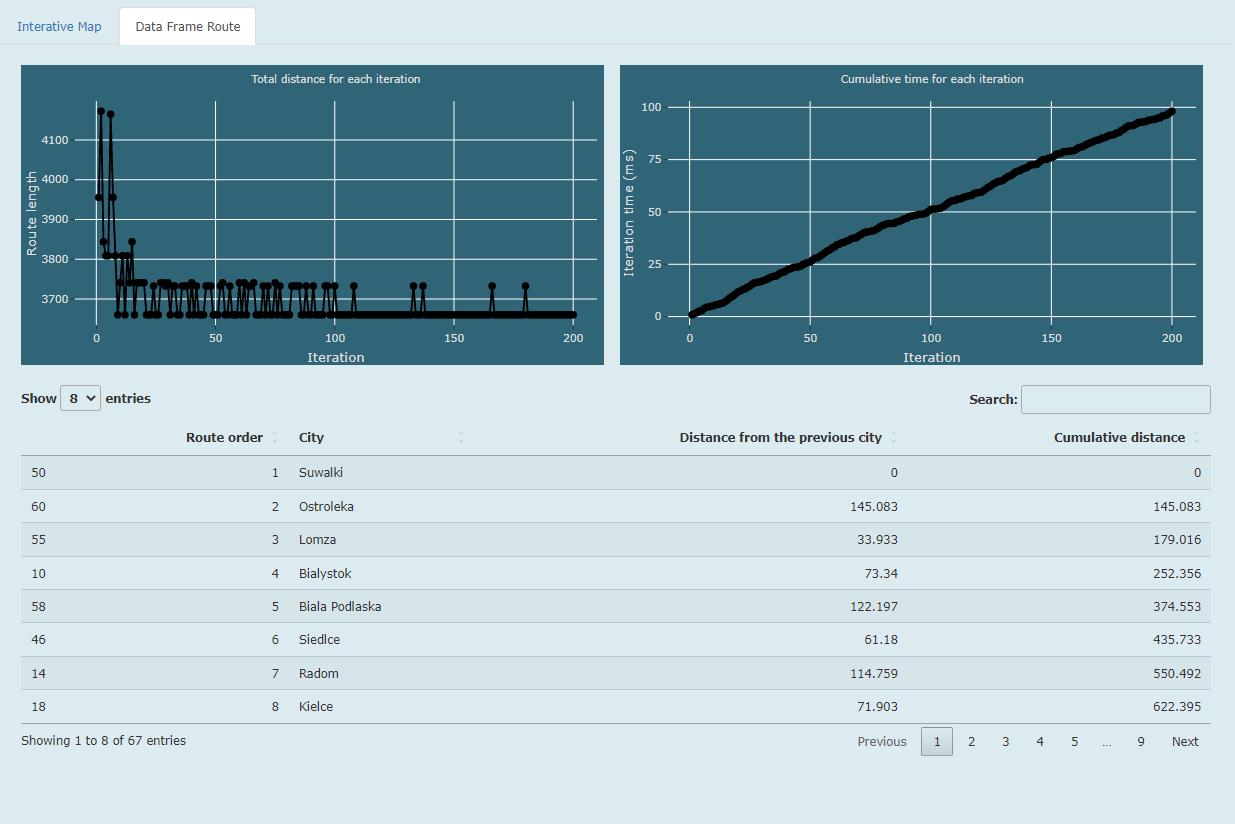 Interative Map Data Frame Route
Total distance for each iteration
4100
4000
3900
3800
3700
Route length
0 50 100 150 200
Iteration
Cumulative time for each iteration
100
75
50
25
0
Iteration time (ms)
0 50 100 150 200
Iteration
Show 8 entries Search:
Route order City Distance from the previous city Cumulative distance
50 1 Suwalki 0 0
60 2 Ostroleka 145.083 145.083
55 3 Lomza 33.933 179.016
10 4 Bialystok 73.34 252.356
58 5 Biala Podlaska 122.197 374.553
46 6 Siedlce 61.18 435.733
14 7 Radom 114.759 550.492
18 8 Kielce 71.903 622.395
Showing 1 to 8 of 67 entries Previous 1 2 3 4 5 … 9 Next